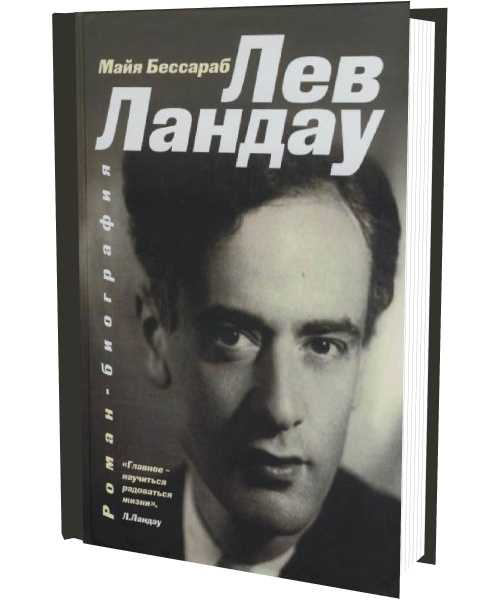 Майя Бессараб
Лев
Ландау
Роман-биография
«Главное –
научиться
радоваться
жизни».
Л.Ландау